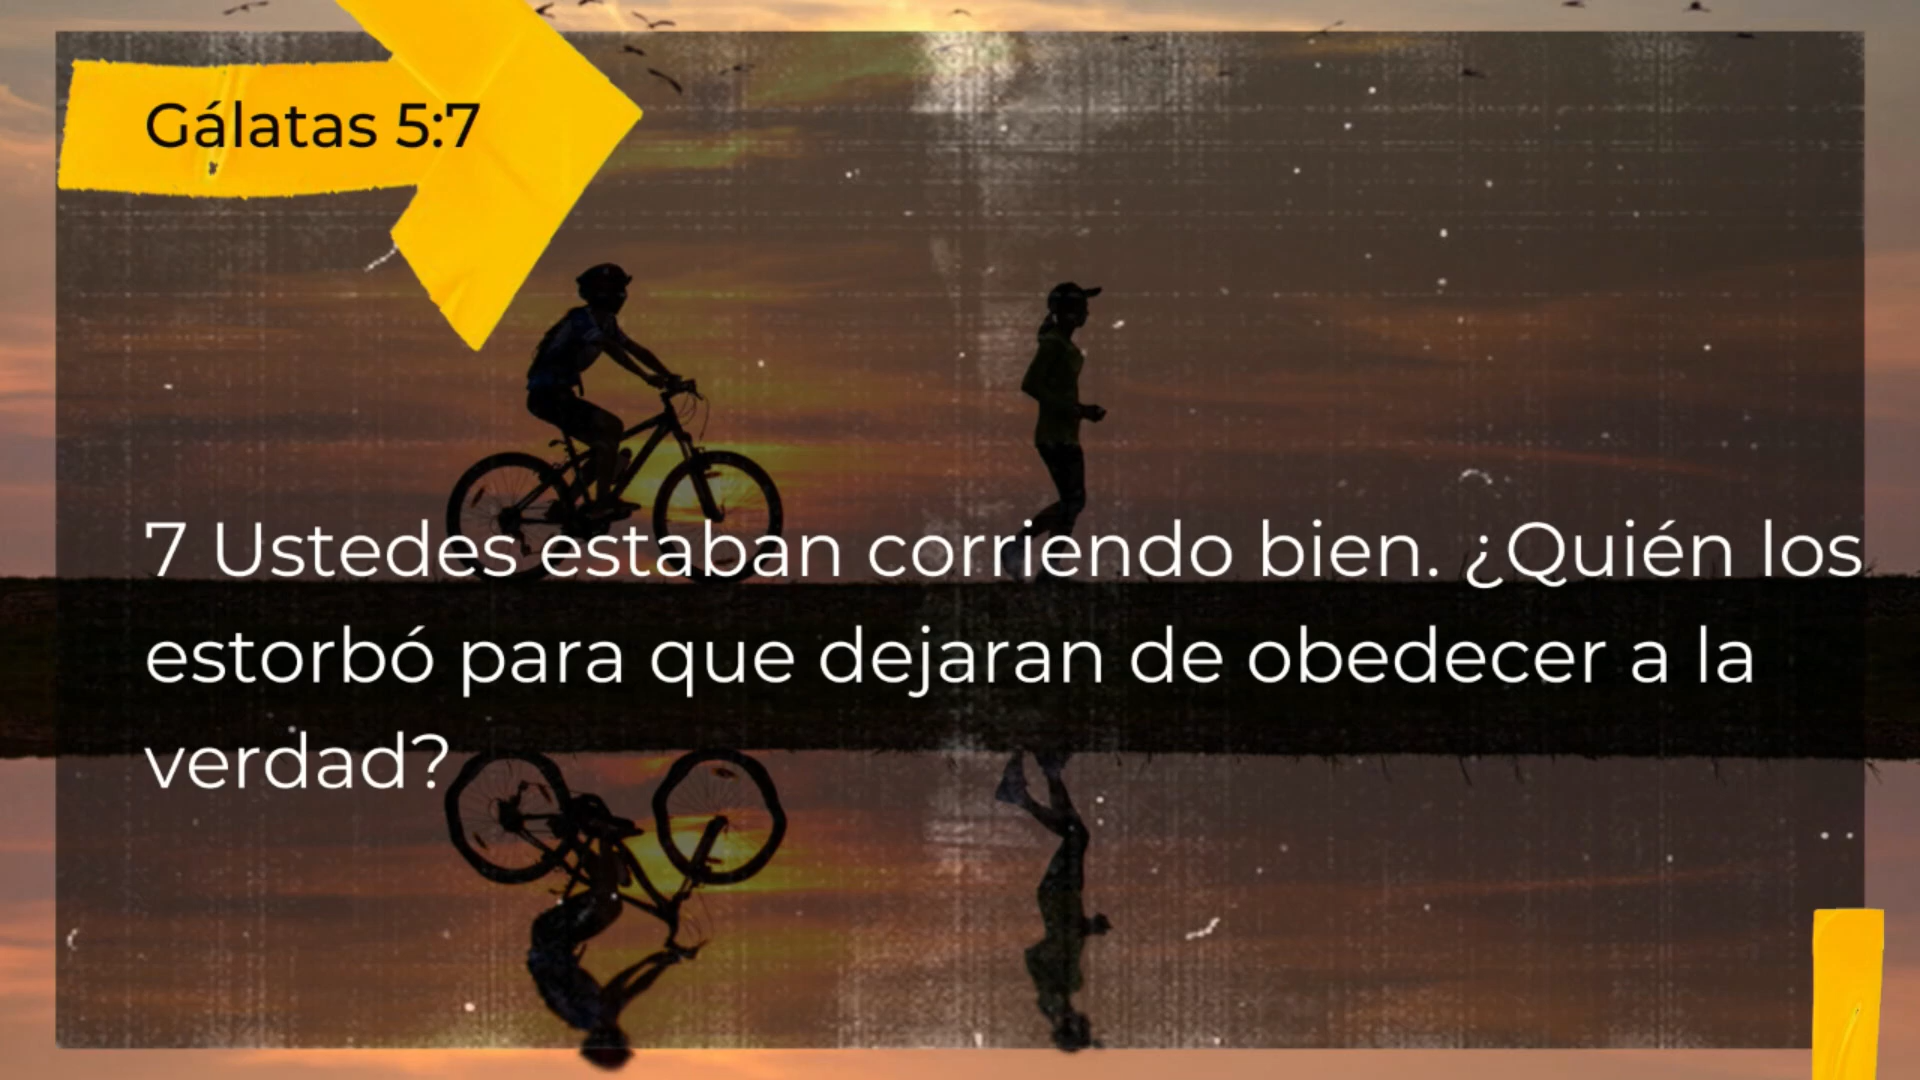 Gálatas 5:7
7 Ustedes estaban corriendo bien. ¿Quién los
estorbó para que dejaran de obedecer a la
verdad?